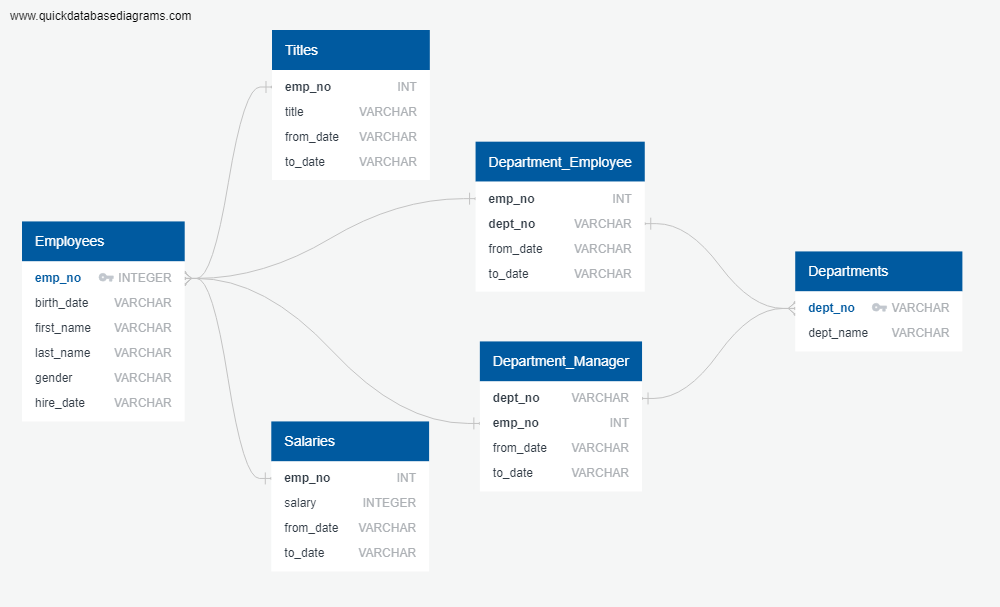 www.quickdatabasediagrams.com
Titles
emp_no INT
title VARCHAR
from_date VARCHAR
to_date VARCHAR
Department_Employee
emp_no INT
dept_no VARCHAR
from_date VARCHAR
to_date VARCHAR
Employees
emp_no INTEGER
birth_date VARCHAR
first_name VARCHAR
last_name VARCHAR
gender VARCHAR
hire_date VARCHAR
Departments
dept_no VARCHAR
dept_name VARCHAR
Department_Manager
dept_no VARCHAR
emp_no INT
from_date VARCHAR
to_date VARCHAR
Salaries
emp_no INT
salary INTEGER
from_date VARCHAR
to_date VARCHAR